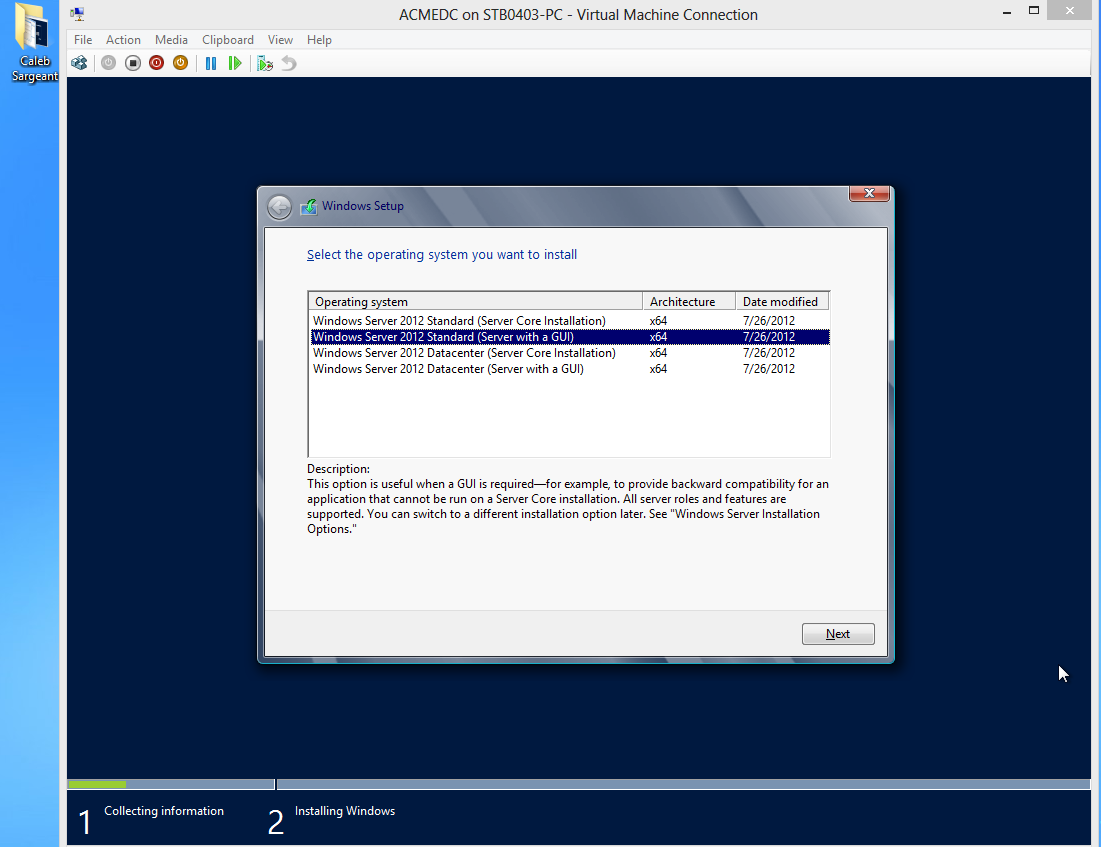 Caleb
Sargeant
ACMEDC on STB0403-PC - Virtual Machine Connection
File Action Media Clipboard View Help
Windows Setup
Select the operating system you want to install
Operating system Architecture Date modified
Windows Server 2012 Standard (Server Core Installation) x64 7/26/2012
Windows Server 2012 Standard (Server with a GUI) x64 7/26/2012
Windows Server 2012 Datacenter (Server Core Installation) x64 7/26/2012
Windows Server 2012 Datacenter (Server with a GUI) x64 7/26/2012
Description:
This option is useful when a GUI is required—for example, to provide backward compatibility for an
application that cannot be run on a Server Core installation. All server roles and features are
supported. You can switch to a different installation option later. See "Windows Server Installation
Options."
Next
1 Collecting information
2 Installing Windows